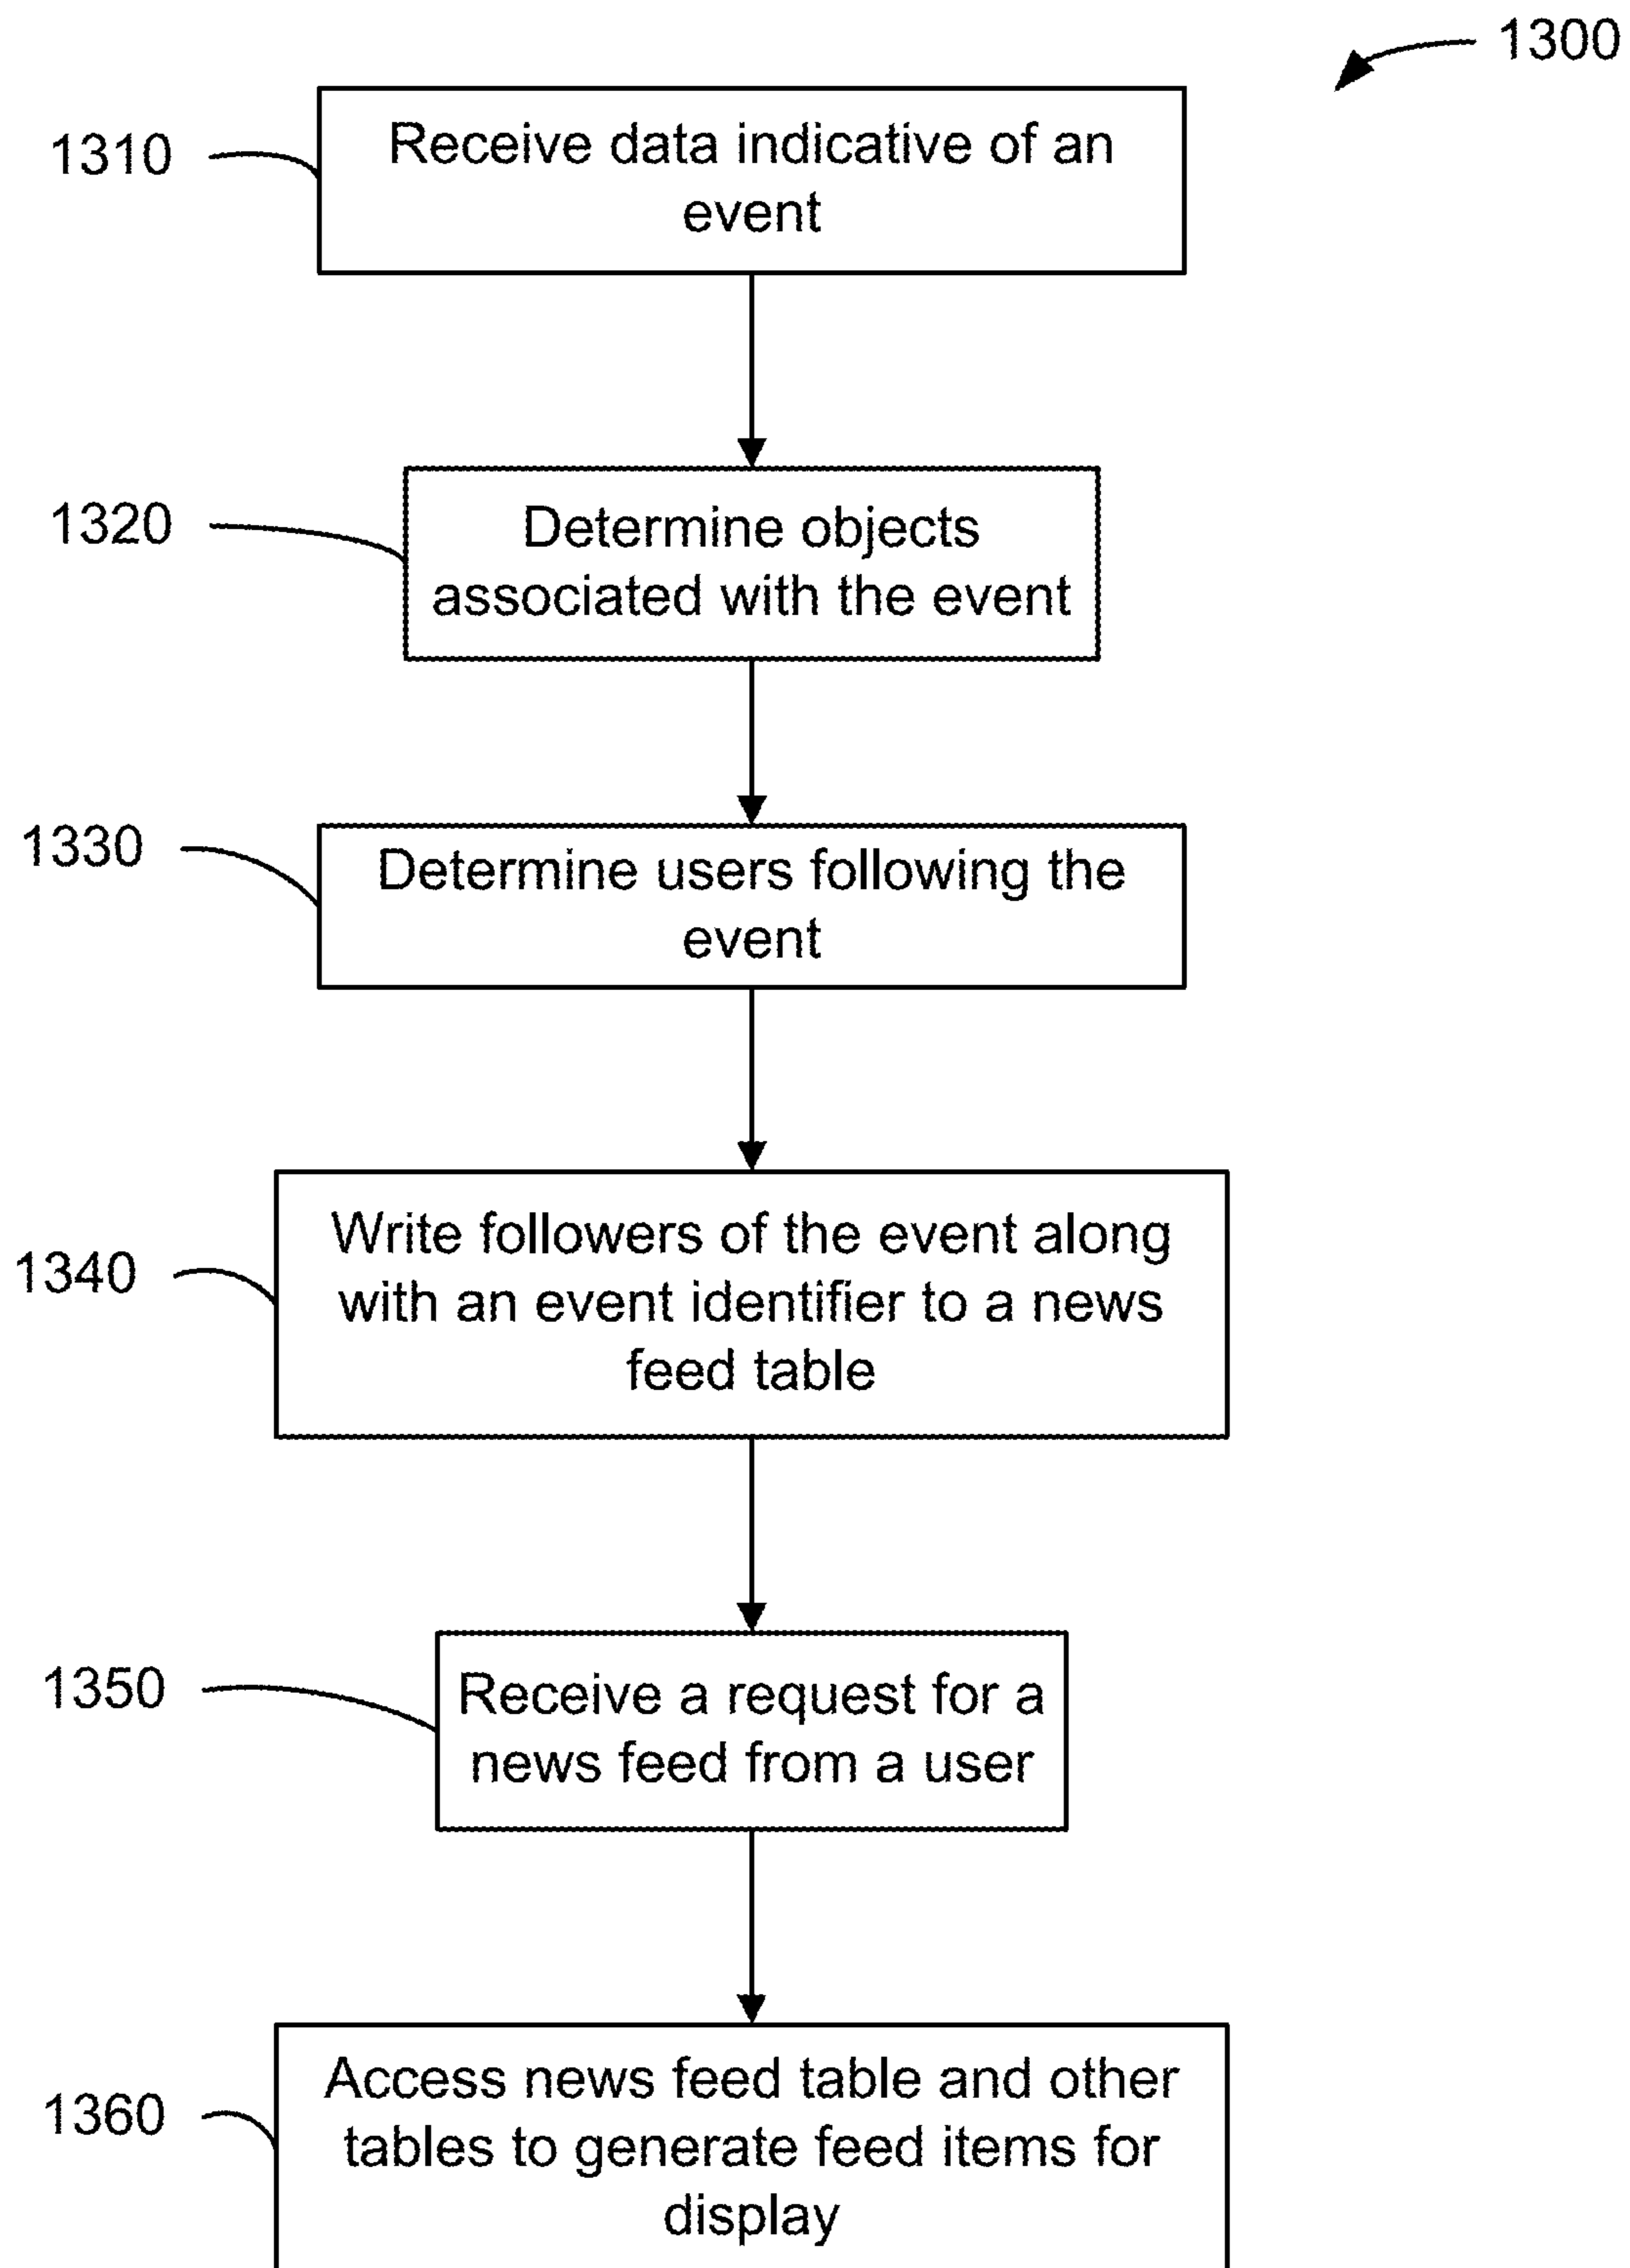 1300
1310
Receive data indicative of an
event
1320
Determine objects
associated with the event
1330
Determine users following the
event
1340
Write followers of the event along
with an event identifier to a news
feed table
1350
Receive a request for a
news feed from a user
1360
Access news feed table and other
tables to generate feed items for
display